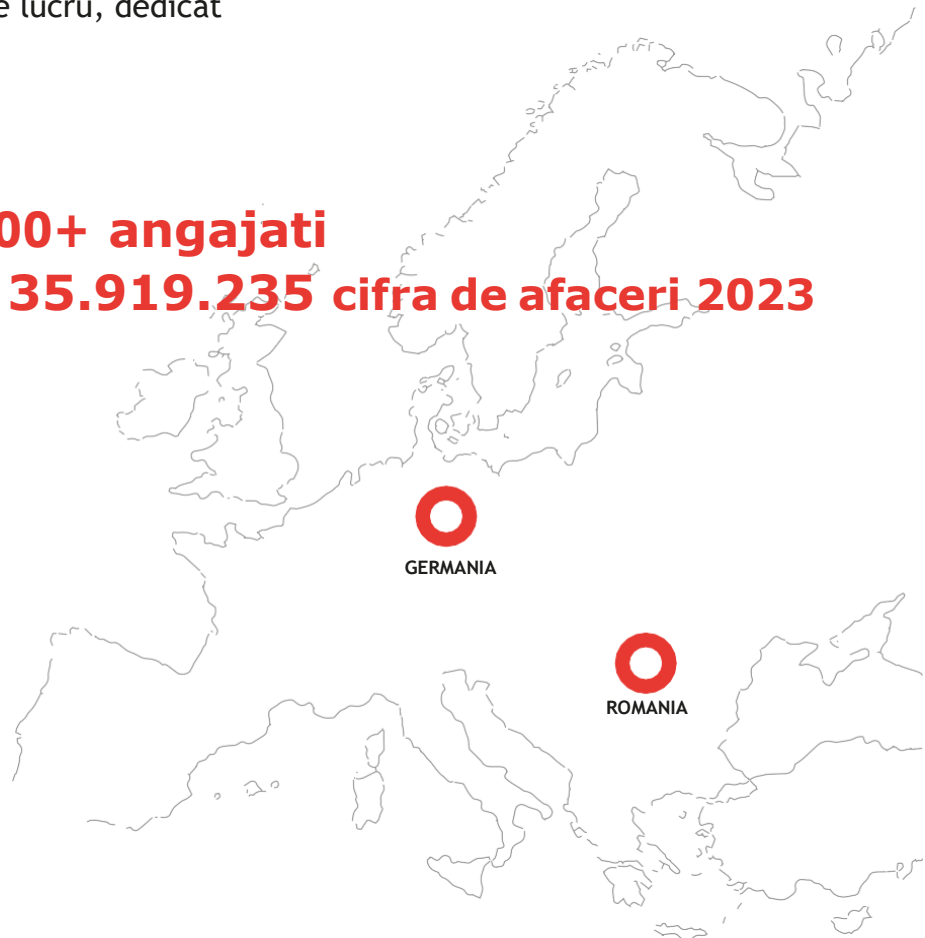 e lucru, dedicat
00+ angajati
35.919.235 cifra de afaceri 2023
GERMANIA
ROMANIA